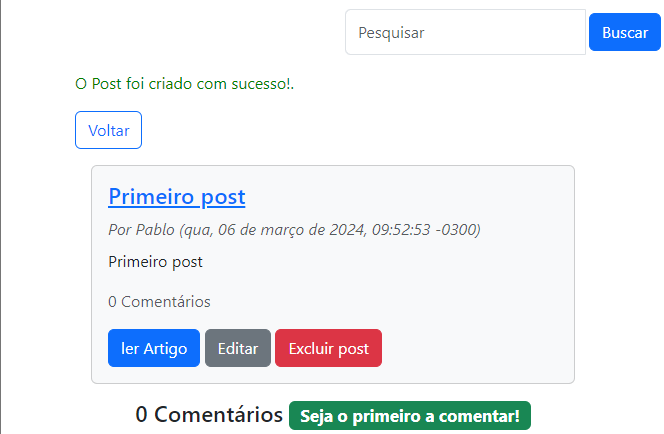 Pesquisar Buscar
O Post foi criado com sucesso!.
Voltar
Primeiro post
Por Pablo (qua, 06 de março de 2024, 09:52:53 -0300)
Primeiro post
0 Comentários
ler Artigo Editar Excluir post
0 Comentários Seja o primeiro a comentar!